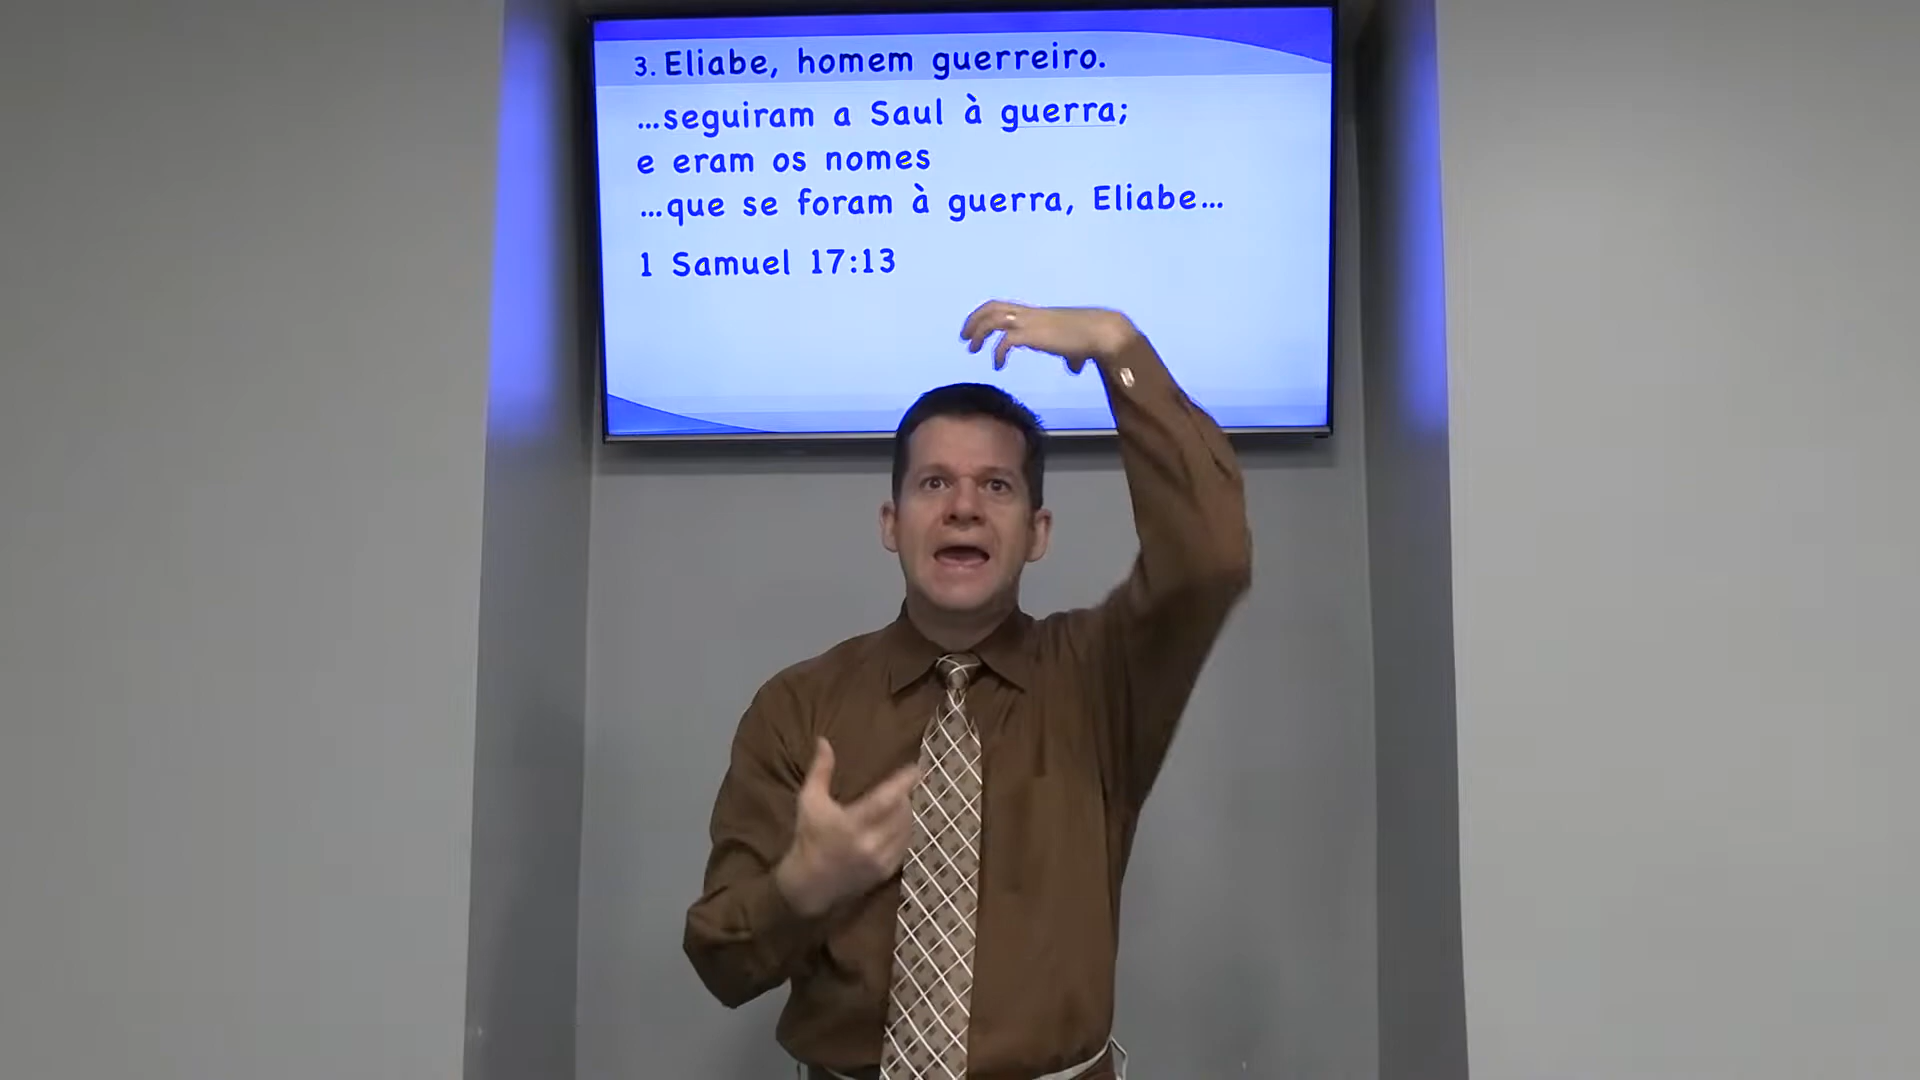 3. Eliabe, homem guerreiro.
...seguiram a Saul à guerra;
e eram os nomes
...que se foram à guerra, Eliabe...
1 Samuel 17:13